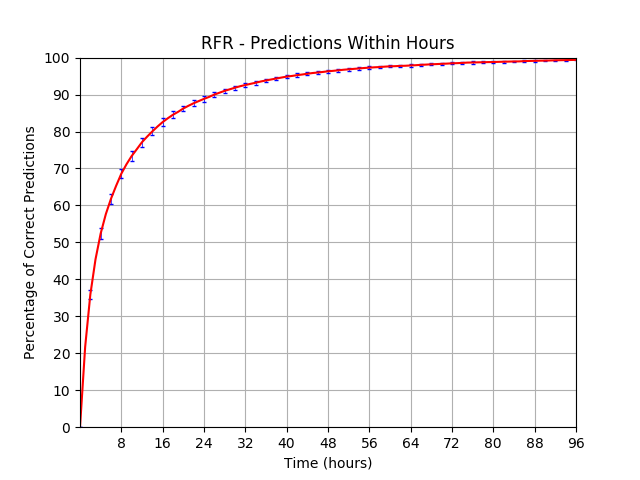 RFR - Predictions Within Hours
100
90
80
70
60
50
40
30
20
10
0
Percentage of Correct Predictions
8 16 24 32 40 48 56 64 72 80 88 96
Time (hours)